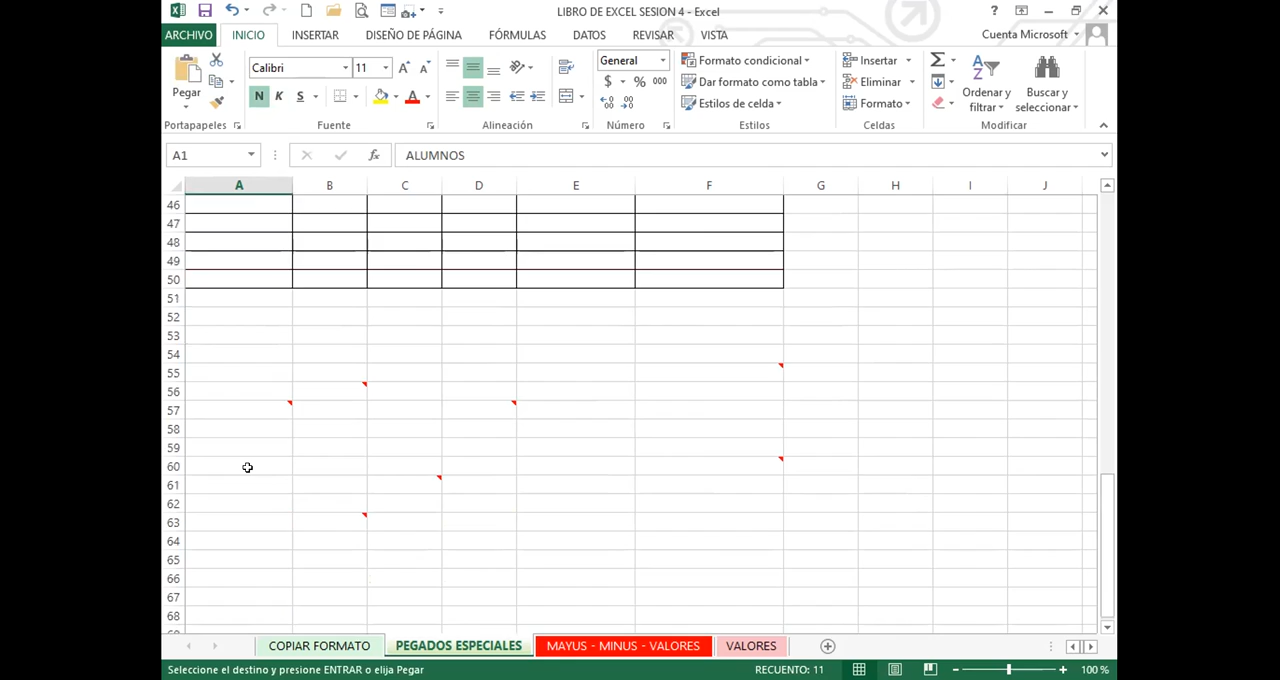 LIBRO DE EXCEL SESION 4 - Excel
ARCHIVO INICIO INSERTAR DISEÑO DE PÁGINA FÓRMULAS DATOS REVISAR VISTA Cuenta Microsoft
Pegar
Portapapeles
Calibri 11
N K S
Fuente
Alineación
General
$ % 000
Número
Formato condicional
Dar formato como tabla
Estilos de celda
Estilos
Insertar
Eliminar
Formato
Celdas
Ordenar y filtrar
Buscar y seleccionar
Modificar
A1 fx ALUMNOS
A B C D E F G H I J
46
47
48
49
50
51
52
53
54
55
56
57
58
59
60
61
62
63
64
65
66
67
68
COPIAR FORMATO PEGADOS ESPECIALES MAYUS - MINUS - VALORES VALORES
Seleccione el destino y presione ENTRAR o elija Pegar RECUENTO: 11 100 %